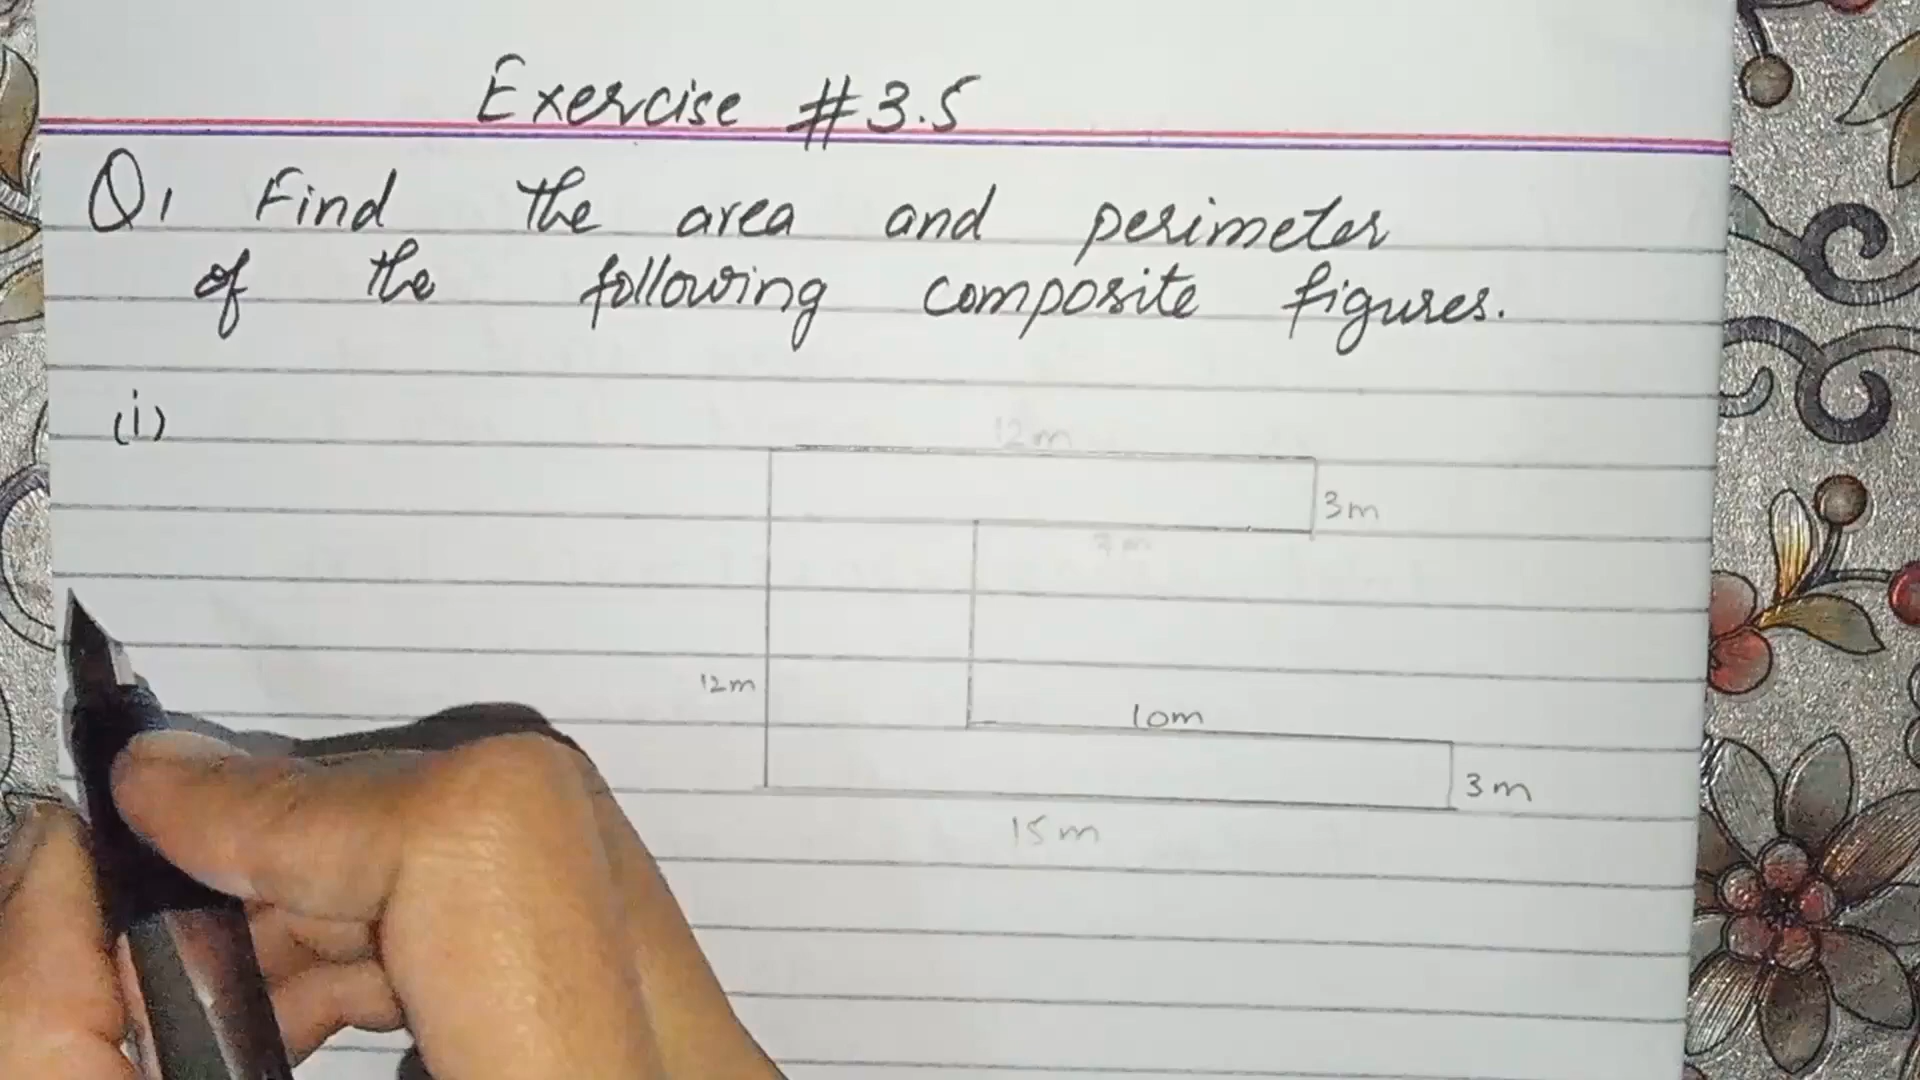 Exercise #3.5
Q1 Find the area and perimeter
of the following composite figures.
(i)
12m
3m
7m
12m
10m
3m
15m